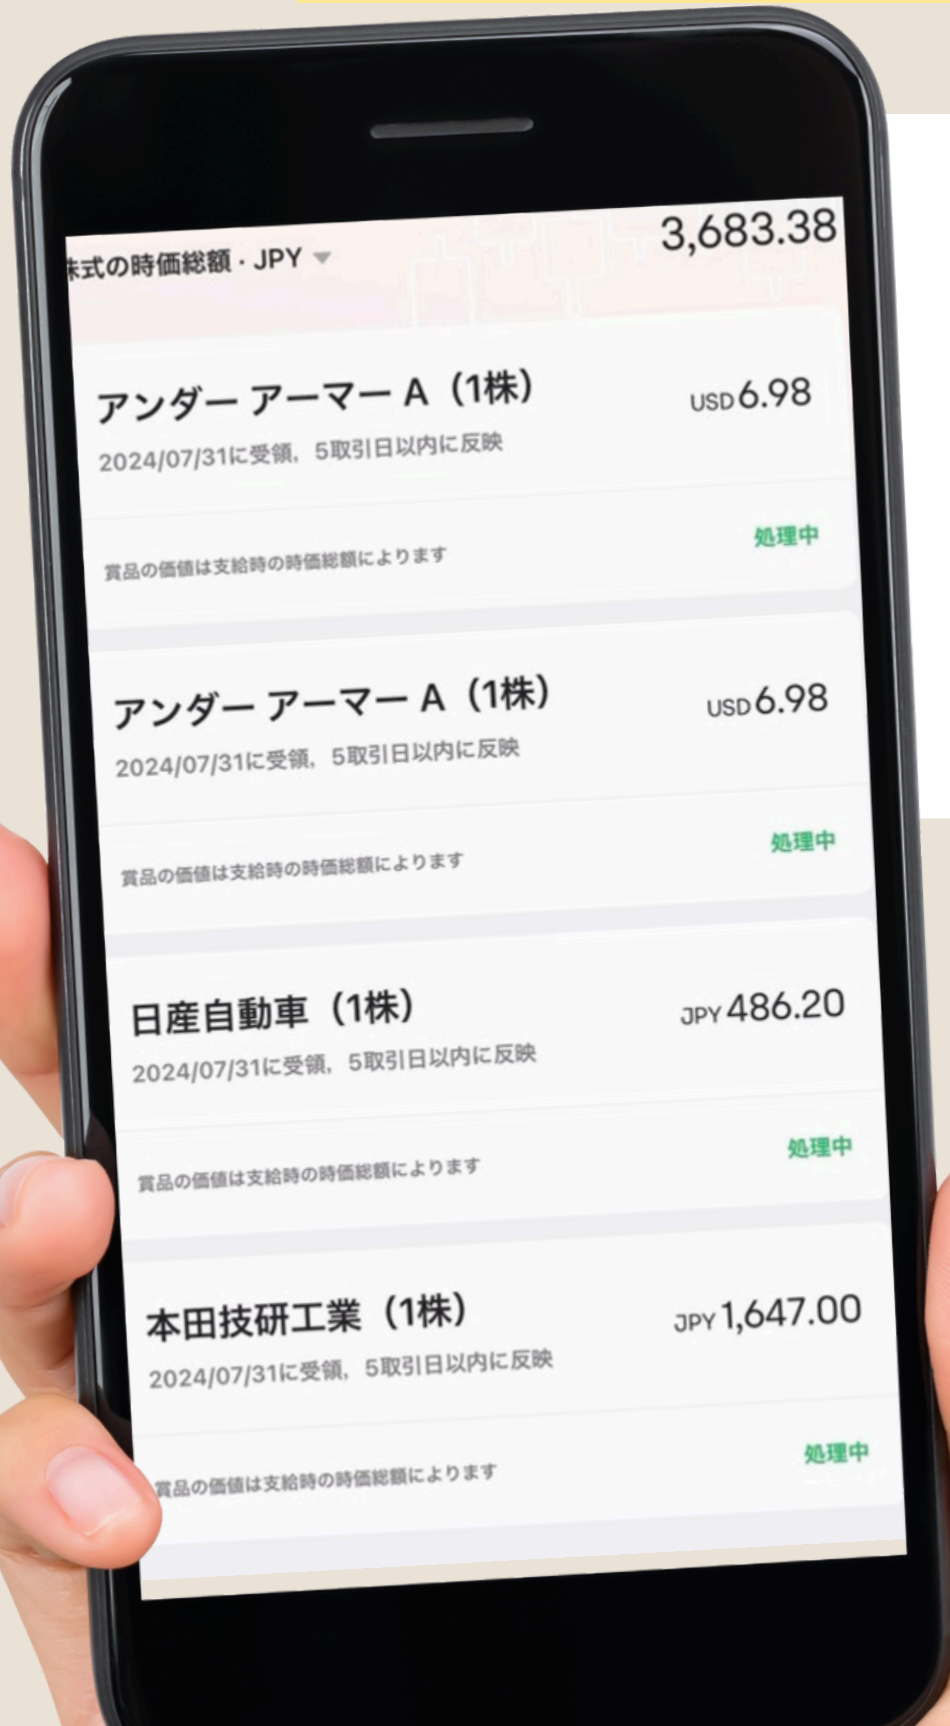 株式の時価総額 · JPY 3,683.38
アンダー アーマー A（1株） USD 6.98
2024/07/31に受領，5取引日以内に反映
賞品の価値は支給時の時価総額によります 処理中
アンダー アーマー A（1株） USD 6.98
2024/07/31に受領，5取引日以内に反映
賞品の価値は支給時の時価総額によります 処理中
日産自動車（1株） JPY 486.20
2024/07/31に受領，5取引日以内に反映
賞品の価値は支給時の時価総額によります 処理中
本田技研工業（1株） JPY 1,647.00
2024/07/31に受領，5取引日以内に反映
賞品の価値は支給時の時価総額によります 処理中